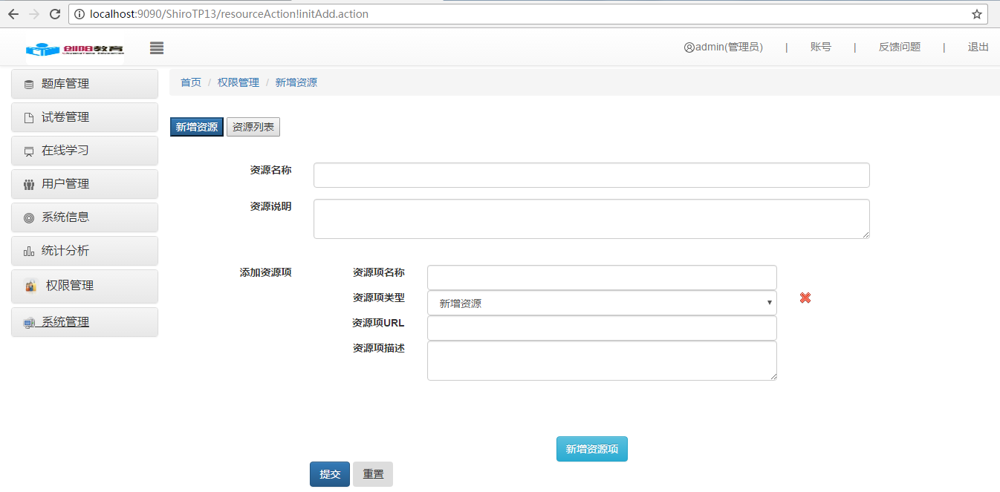 localhost:9090/ShiroTP13/resourceAction!initAdd.action
创阳教育
ChuangYang Education
admin(管理员) | 账号 | 反馈问题 | 退出
题库管理
试卷管理
在线学习
用户管理
系统信息
统计分析
权限管理
系统管理
首页 / 权限管理 / 新增资源
新增资源 资源列表
资源名称
资源说明
添加资源项
资源项名称
资源项类型 新增资源
资源项URL
资源项描述
新增资源项
提交 重置